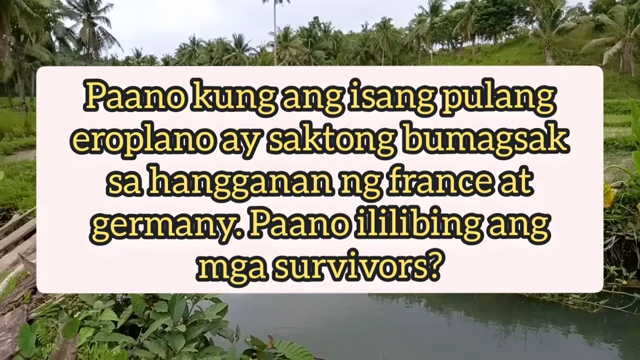 Paano kung ang isang pulang
eroplano ay saktong bumagsak
sa hangganan ng france at
germany. Paano ililibing ang
mga survivors?